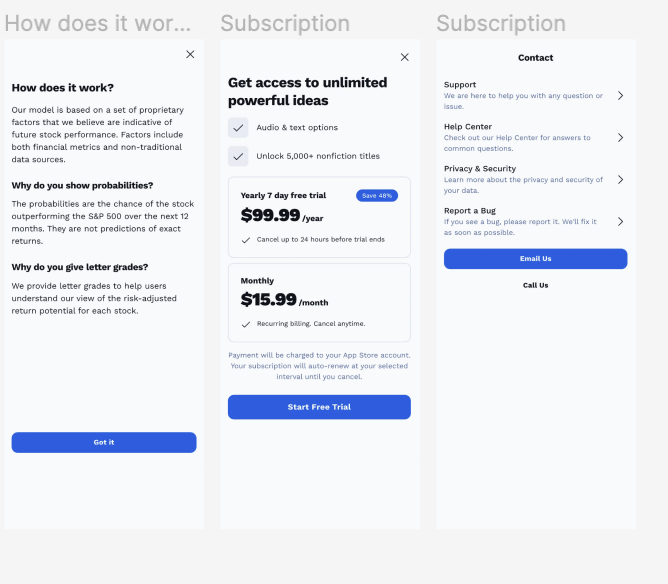 How does it wor...
How does it work?
Our model is based on a set of proprietary
factors that we believe are indicative of
future stock performance. Factors include
both financial metrics and non-traditional
data sources.
Why do you show probabilities?
The probabilities are the chance of the stock
outperforming the S&P 500 over the next 12
months. They are not predictions of exact
returns.
Why do you give letter grades?
We provide letter grades to help users
understand our view of the risk-adjusted
return potential for each stock.
Got it
Subscription
Get access to unlimited
powerful ideas
Audio & text options
Unlock 5,000+ nonfiction titles
Yearly 7 day free trial
Save 48%
$99.99 /year
Cancel up to 24 hours before trial ends
Monthly
$15.99 /month
Recurring billing. Cancel anytime.
Payment will be charged to your App Store account.
Your subscription will auto-renew at your selected
interval until you cancel.
Start Free Trial
Subscription
Contact
Support
We are here to help you with any question or
issue.
Help Center
Check out our Help Center for answers to
common questions.
Privacy & Security
Learn more about the privacy and security of
your data.
Report a Bug
If you see a bug, please report it. We'll fix it
as soon as possible.
Email Us
Call Us